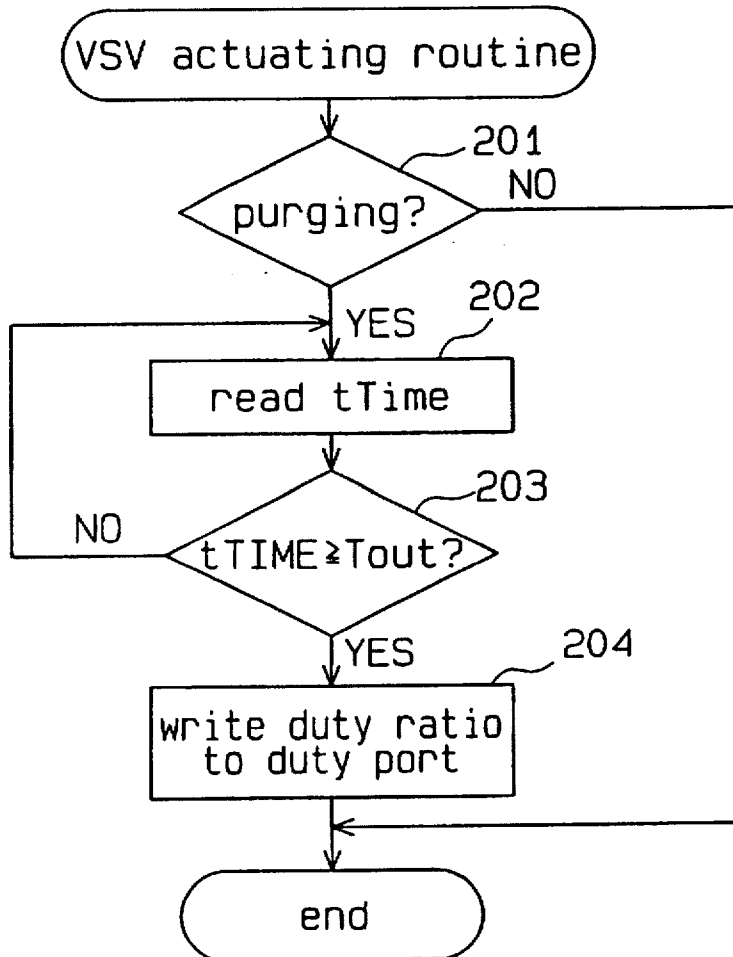 VSV actuating routine
201
purging?
NO
YES
202
read tTime
203
NO
tTIME≧Tout?
YES
204
write duty ratio
to duty port
end